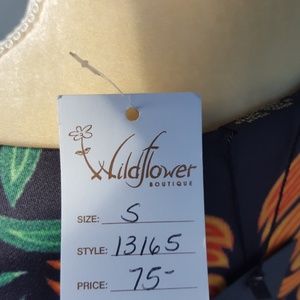 Wildflower
BOUTIQUE
SIZE: S
STYLE: 13165
PRICE: 75-